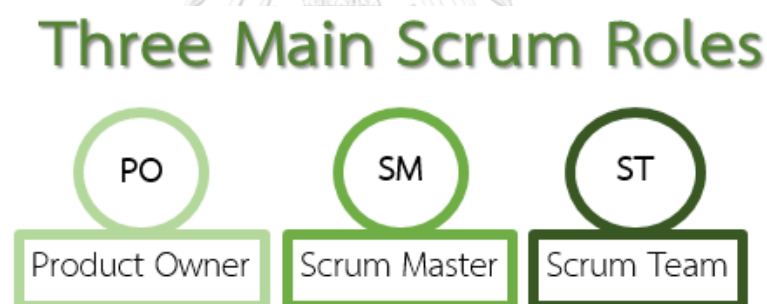 Three Main Scrum Roles
PO SM ST
Product Owner Scrum Master Scrum Team